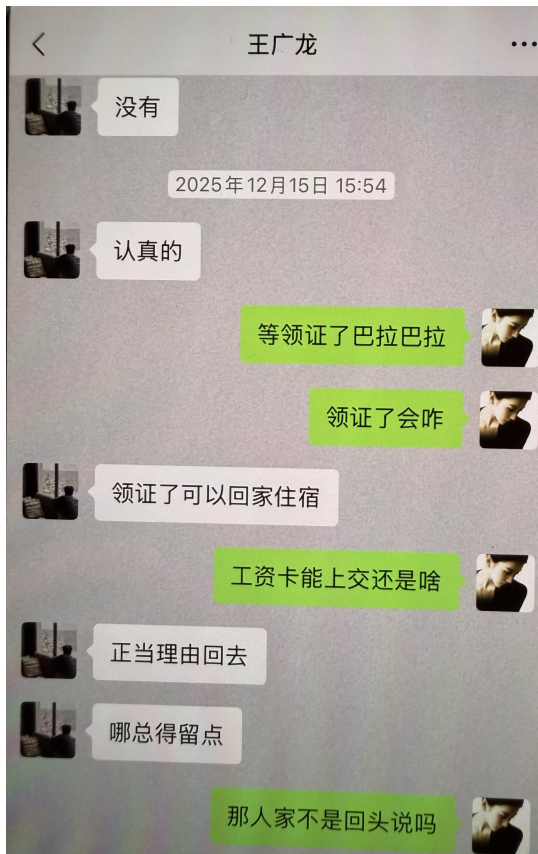 王广龙
没有
2025年12月15日 15:54
认真的
等领证了巴拉巴拉
领证了会咋
领证了可以回家住宿
工资卡能上交还是啥
正当理由回去
哪总得留点
那人家不是回头说吗